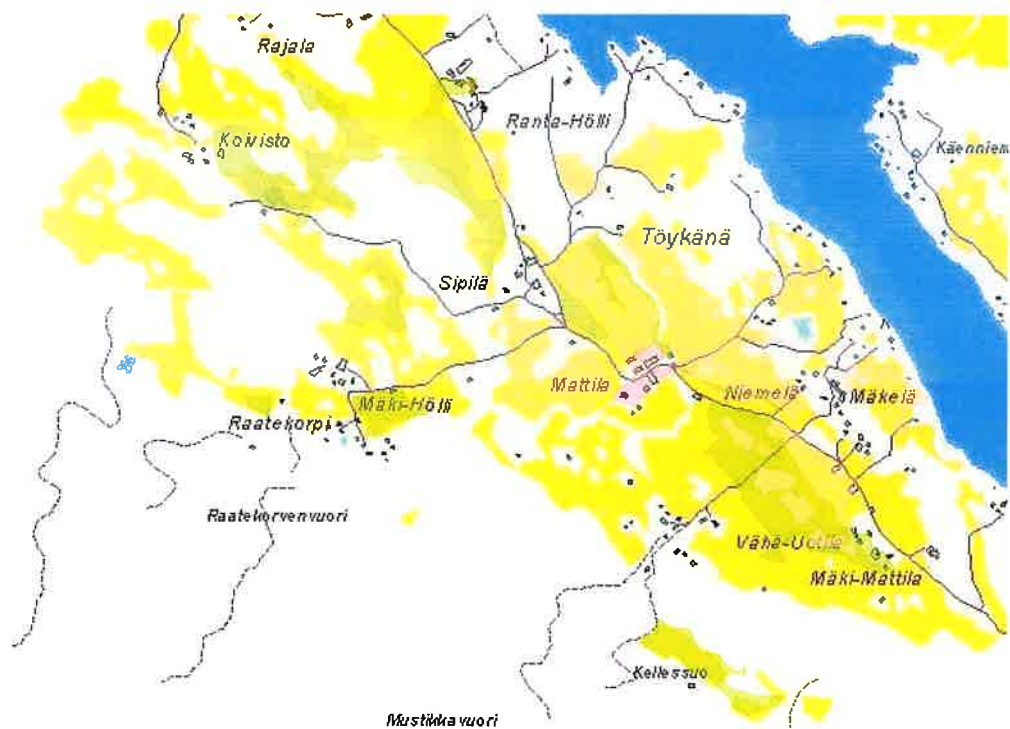 Rajala
Ranta-Hölli
Koivisto
Käenniem
Töykänä
Sipilä
Mattila
Niemelä
Mäkelä
Mäki-Hölli
Raatekorpi
Raatekorvenvuori
Vähä-Uotila
Mäki-Mattila
Kellessuo
Mustikkavuori